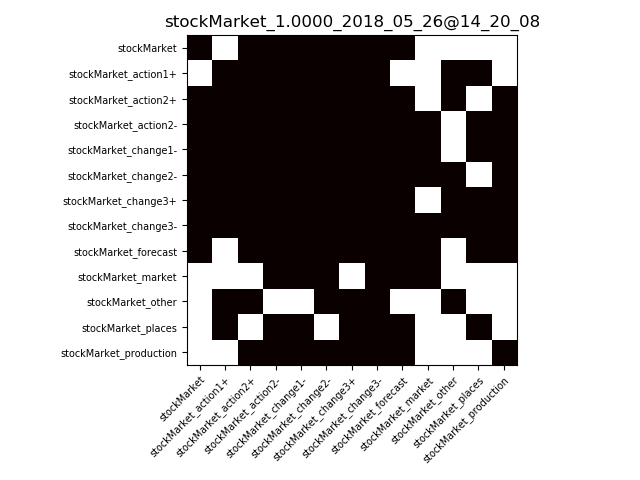 stockMarket_1.0000_2018_05_26@14_20_08
stockMarket
stockMarket_action1+
stockMarket_action2+
stockMarket_action2-
stockMarket_change1-
stockMarket_change2-
stockMarket_change3+
stockMarket_change3-
stockMarket_forecast
stockMarket_market
stockMarket_other
stockMarket_places
stockMarket_production
stockMarket
stockMarket_action1+
stockMarket_action2+
stockMarket_action2-
stockMarket_change1-
stockMarket_change2-
stockMarket_change3+
stockMarket_change3-
stockMarket_forecast
stockMarket_market
stockMarket_other
stockMarket_places
stockMarket_production